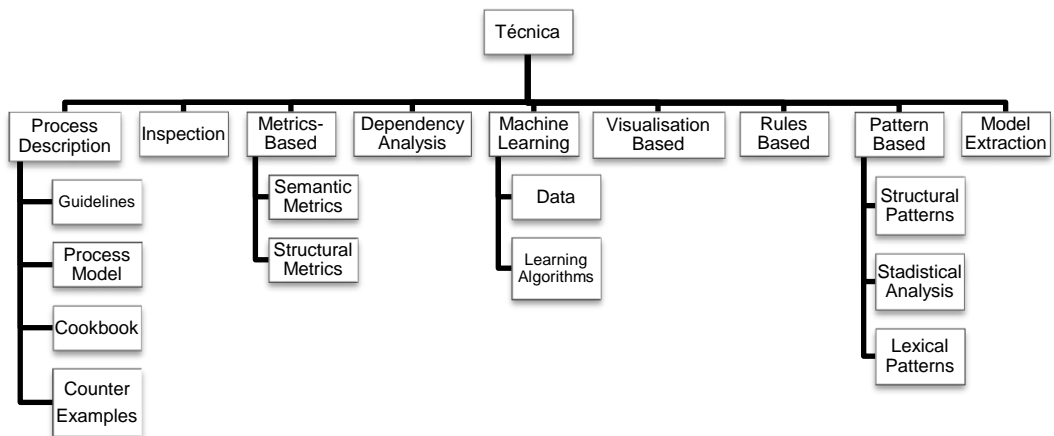 Técnica
Process
Description
Inspection
Metrics-
Based
Dependency
Analysis
Machine
Learning
Visualisation
Based
Rules
Based
Pattern
Based
Model
Extraction
Guidelines
Process
Model
Cookbook
Counter
Examples
Semantic
Metrics
Structural
Metrics
Data
Learning
Algorithms
Structural
Patterns
Stadistical
Analysis
Lexical
Patterns